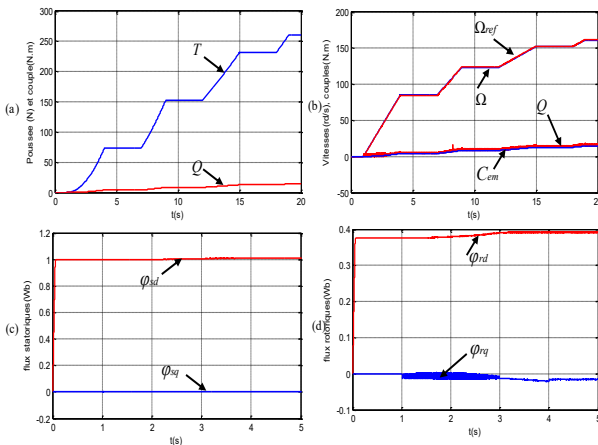 (a)
Poussee (N) et couple(N.m)
300
250
200
150
100
50
0
T
Q
0 5 10 15 20
t(s)
(b)
Vitesses(rd/s), couples(N.m)
200
150
100
50
0
-50
Ωref
Ω
Q
Cem
0 5 10 15 20
t(s)
(c)
flux statoriques(Wb)
1.2
1
0.8
0.6
0.4
0.2
0
-0.2
φsd
φsq
0 1 2 3 4 5
t(s)
(d)
flux rotoriques(Wb)
0.4
0.3
0.2
0.1
0
-0.1
φrd
φrq
0 1 2 3 4 5
t(s)